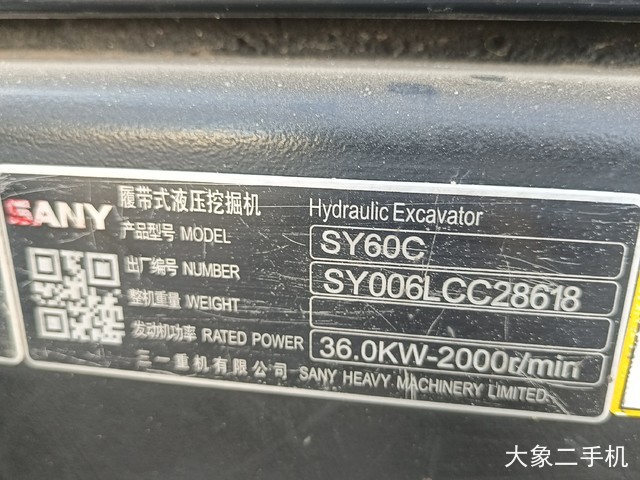 SANY 履带式液压挖掘机 Hydraulic Excavator
产品型号 MODEL SY60C
出厂编号 NUMBER SY006LCC28618
整机重量 WEIGHT
发动机功率 RATED POWER 36.0KW-2000r/min
三一重机有限公司 SANY HEAVY MACHINERY LIMITED
大象二手机